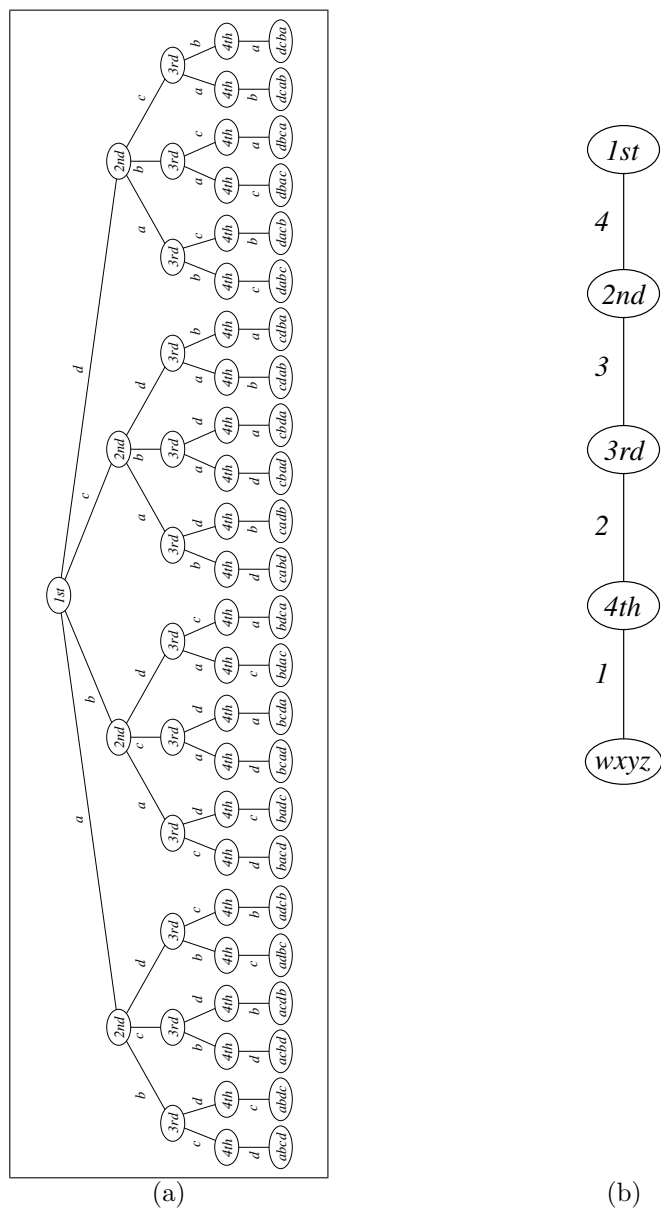 1st
a b c d
2nd 2nd 2nd 2nd
b c d a c d a b d a b c
3rd 3rd 3rd 3rd 3rd 3rd 3rd 3rd 3rd 3rd 3rd 3rd
c d b d b c c d a d a c b d a d a b b c a c a b
4th 4th 4th 4th 4th 4th 4th 4th 4th 4th 4th 4th 4th 4th 4th 4th 4th 4th 4th 4th 4th 4th 4th 4th
d c d b c b d c d a c a d b d a b a c b c a b a
abcd abdc acbd acdb adbc adcb bacd badc bcad bcda bdac bdca cabd cadb cbad cbda cdab cdba dabc dacb dbac dbca dcab dcba
(a)
1st
4
2nd
3
3rd
2
4th
1
wxyz
(b)